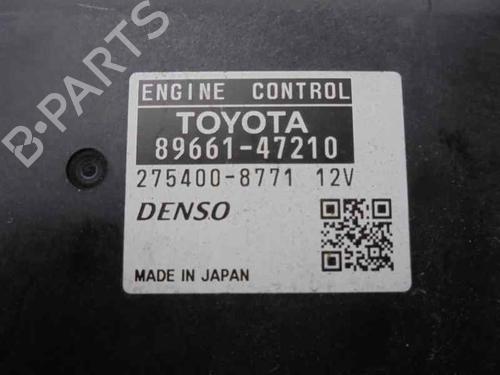 B-PARTS
ENGINE CONTROL
TOYOTA
89661-47210
275400-8771 12V
DENSO
MADE IN JAPAN